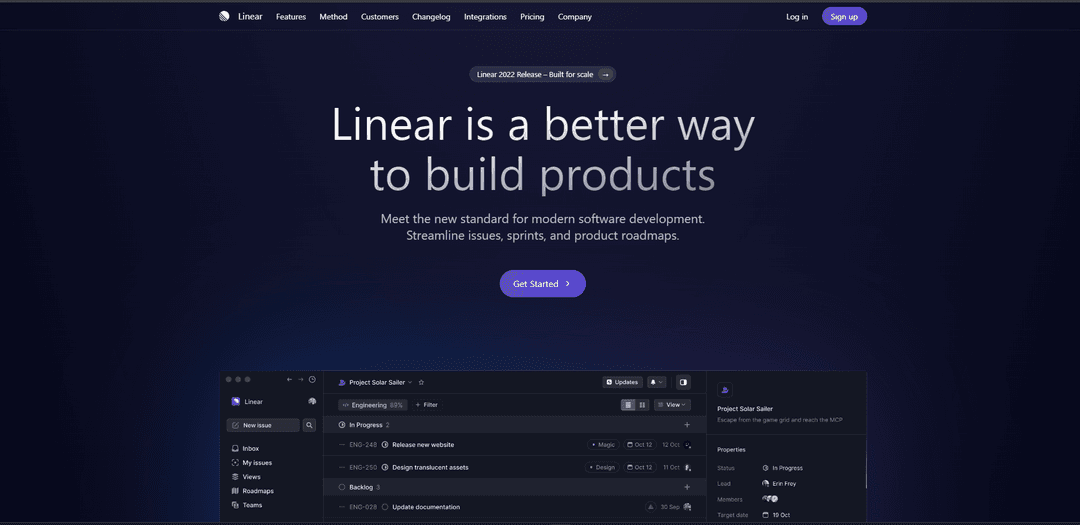 Linear Features Method Customers Changelog Integrations Pricing Company Log in Sign up
Linear 2022 Release – Built for scale →
Linear is a better way
to build products
Meet the new standard for modern software development.
Streamline issues, sprints, and product roadmaps.
Get Started
Linear
New issue
Inbox
My issues
Views
Roadmaps
Teams
Project Solar Sailer
Updates
Engineering 69%
+ Filter
View
In Progress 2
ENG-248 Release new website Magic Oct 12 12 Oct
ENG-250 Design translucent assets Design Oct 12 11 Oct
Backlog 3
ENG-028 Update documentation 30 Sep
Project Solar Sailer
Escape from the game grid and reach the MCP
Properties
Status In Progress
Lead Erin Frey
Members
Target date 19 Oct